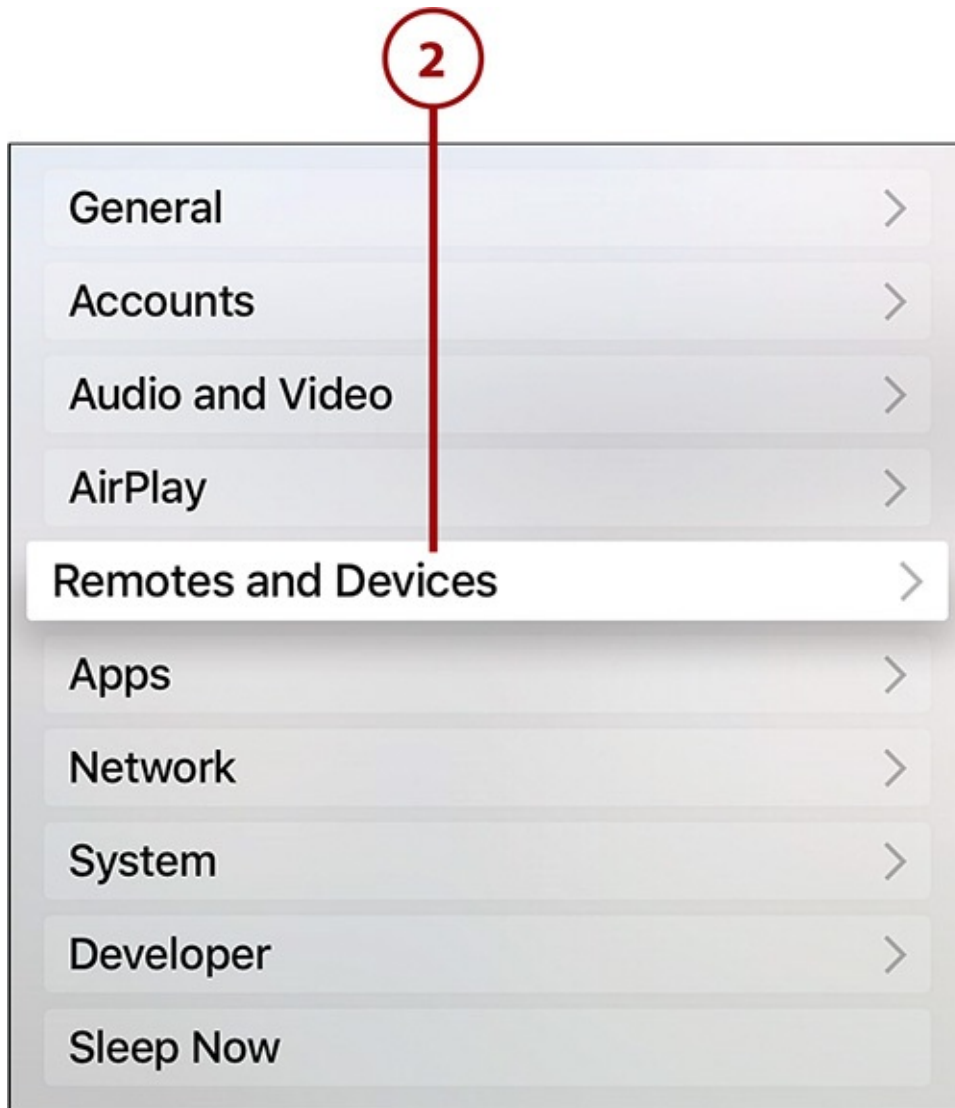 2
General
Accounts
Audio and Video
AirPlay
Remotes and Devices
Apps
Network
System
Developer
Sleep Now